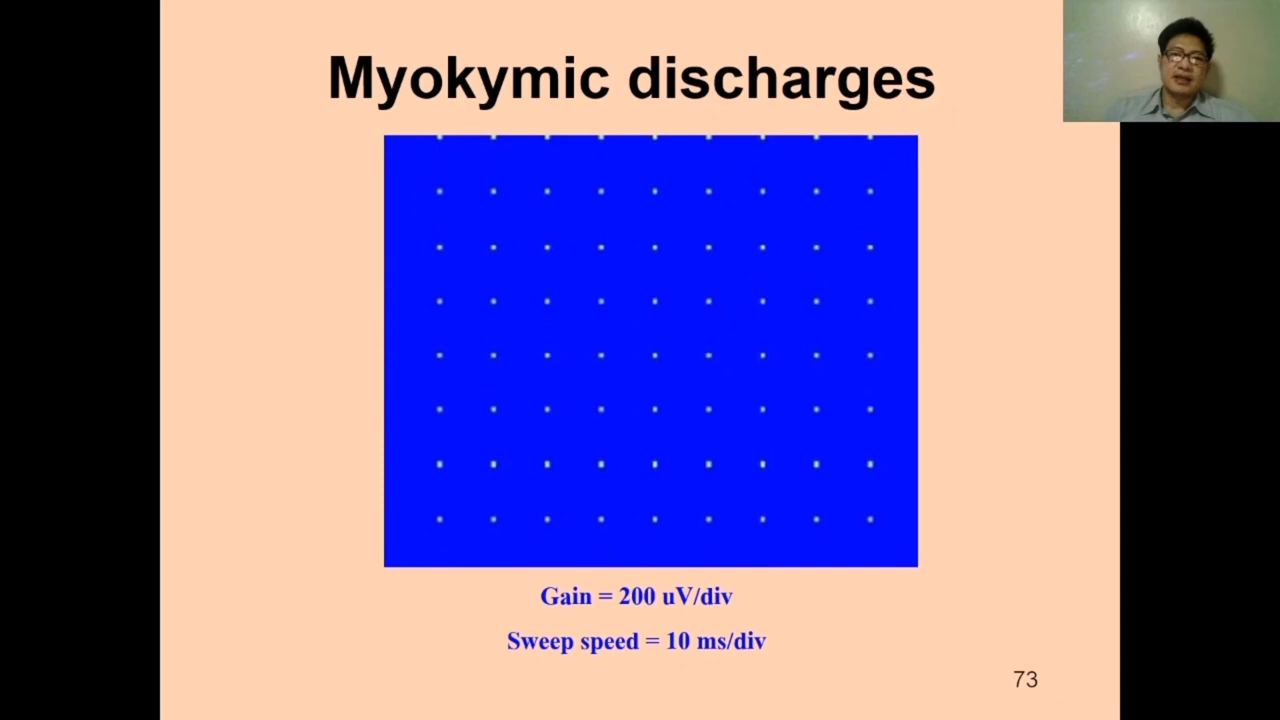 Myokymic discharges
Gain = 200 uV/div
Sweep speed = 10 ms/div
73